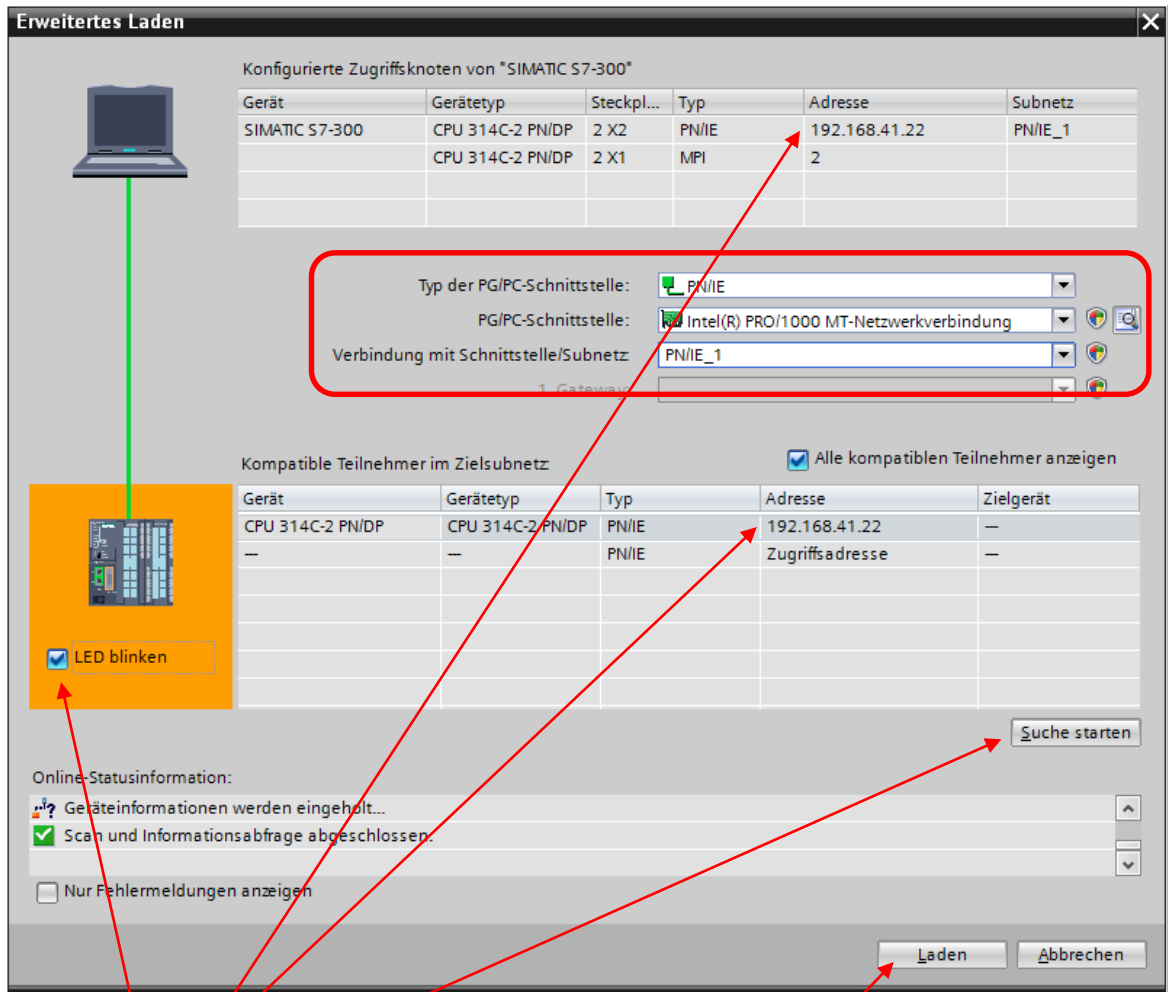 Erweitertes Laden
Konfigurierte Zugriffsknoten von "SIMATIC S7-300"
Gerät Gerätetyp Steckpl... Typ Adresse Subnetz
SIMATIC S7-300 CPU 314C-2 PN/DP 2 X2 PN/IE 192.168.41.22 PN/IE_1
CPU 314C-2 PN/DP 2 X1 MPI 2
Typ der PG/PC-Schnittstelle: PN/IE
PG/PC-Schnittstelle: Intel(R) PRO/1000 MT-Netzwerkverbindung
Verbindung mit Schnittstelle/Subnetz: PN/IE_1
1. Gateway:
Kompatible Teilnehmer im Zielsubnetz: Alle kompatiblen Teilnehmer anzeigen
Gerät Gerätetyp Typ Adresse Zielgerät
CPU 314C-2 PN/DP CPU 314C-2 PN/DP PN/IE 192.168.41.22 —
— — PN/IE Zugriffsadresse —
LED blinken
Suche starten
Online-Statusinformation:
Geräteinformationen werden eingeholt...
Scan und Informationsabfrage abgeschlossen.
Nur Fehlermeldungen anzeigen
Laden Abbrechen